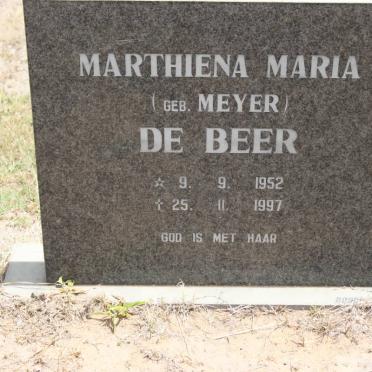 MARTHIENA MARIA
(GEB. MEYER)
DE BEER
☆ 9. 9. 1952
† 25. 11. 1997
GOD IS MET HAAR